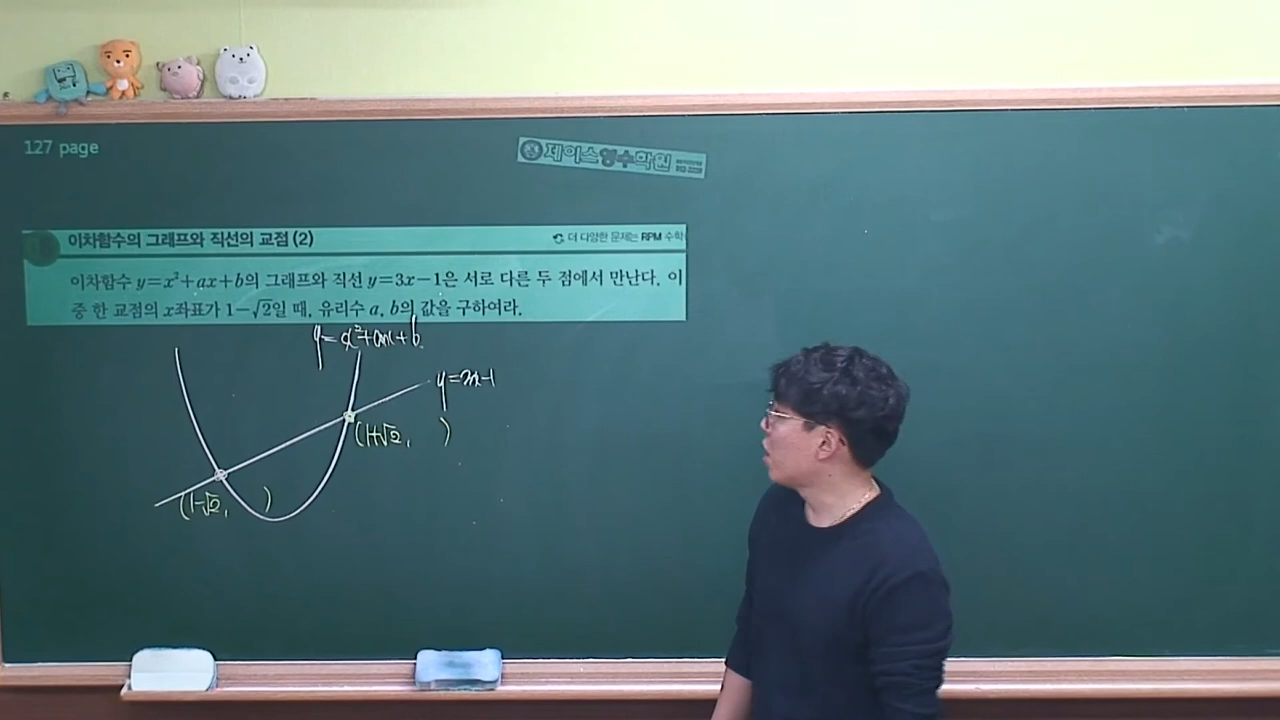 127 page
제이스영수학원
이차함수의 그래프와 직선의 교점 (2)
더 다양한 문제는 RPM 수학
이차함수 y=x²+ax+b의 그래프와 직선 y=3x-1은 서로 다른 두 점에서 만난다. 이
중 한 교점의 x좌표가 1-√2일 때, 유리수 a, b의 값을 구하여라.
y=x²+ax+b
y=3x-1
(1+√2,   )
(1-√2,   )